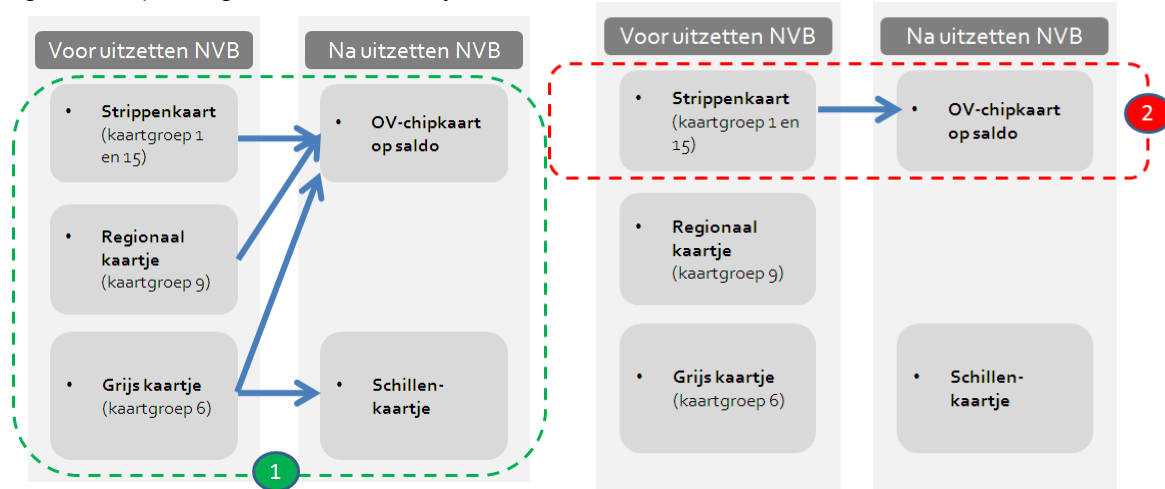 Voor uitzetten NVB
Na uitzetten NVB
• Strippenkaart
(kaartgroep 1
en 15)
• OV-chipkaart
op saldo
• Regionaal
kaartje
(kaartgroep 9)
• Grijs kaartje
(kaartgroep 6)
• Schillen-
kaartje
1
Voor uitzetten NVB
Na uitzetten NVB
• Strippenkaart
(kaartgroep 1 en
15)
• OV-chipkaart
op saldo
2
• Regionaal
kaartje
(kaartgroep 9)
• Grijs kaartje
(kaartgroep 6)
• Schillen-
kaartje